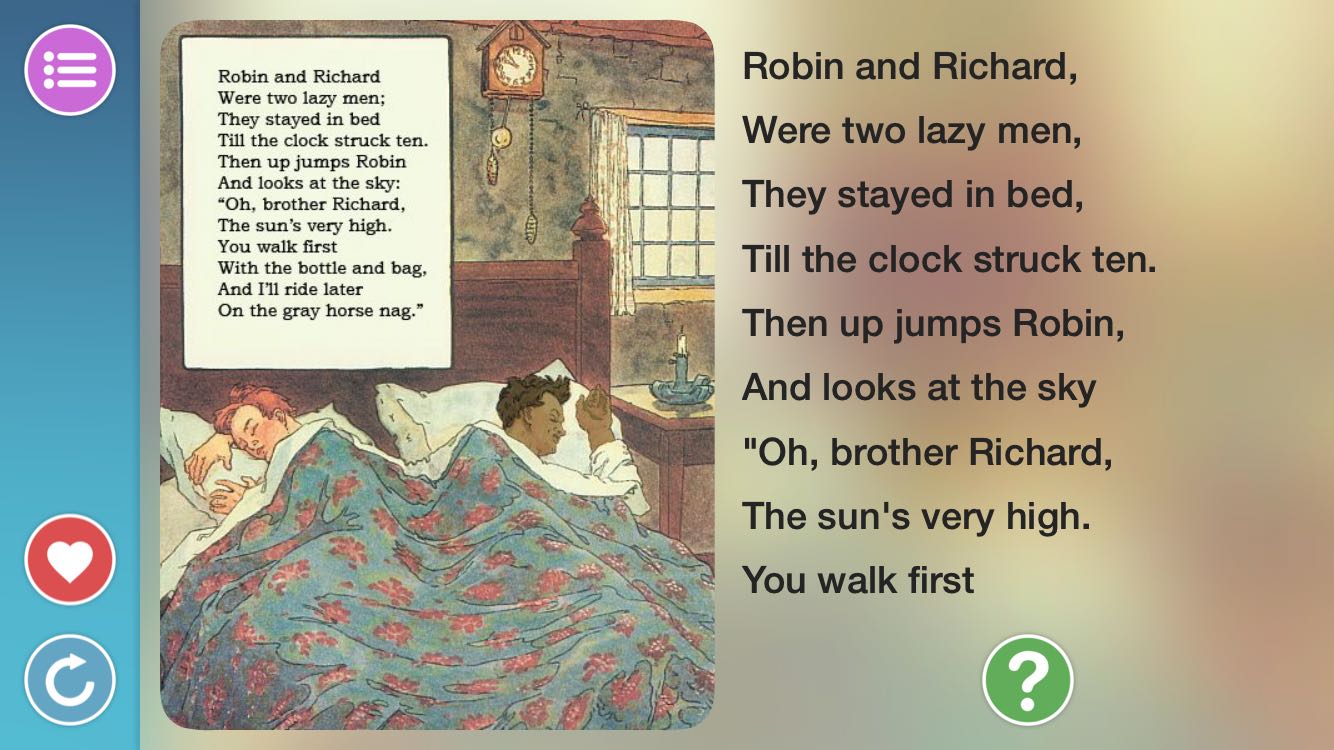 Robin and Richard
Were two lazy men;
They stayed in bed
Till the clock struck ten.
Then up jumps Robin
And looks at the sky:
“Oh, brother Richard,
The sun’s very high.
You walk first
With the bottle and bag,
And I’ll ride later
On the gray horse nag.”
Robin and Richard,
Were two lazy men,
They stayed in bed,
Till the clock struck ten.
Then up jumps Robin,
And looks at the sky
"Oh, brother Richard,
The sun's very high.
You walk first
?